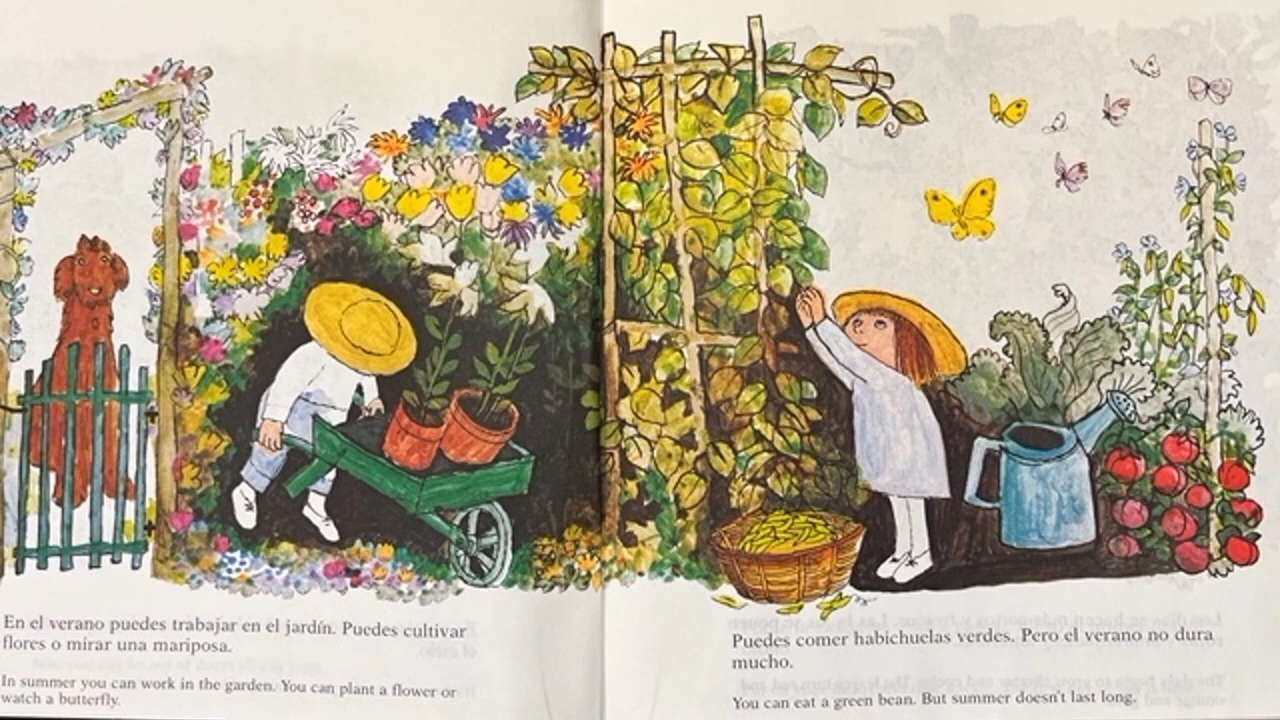 En el verano puedes trabajar en el jardín. Puedes cultivar
flores o mirar una mariposa.
In summer you can work in the garden. You can plant a flower or
watch a butterfly.
Puedes comer habichuelas verdes. Pero el verano no dura
mucho.
You can eat a green bean. But summer doesn't last long.